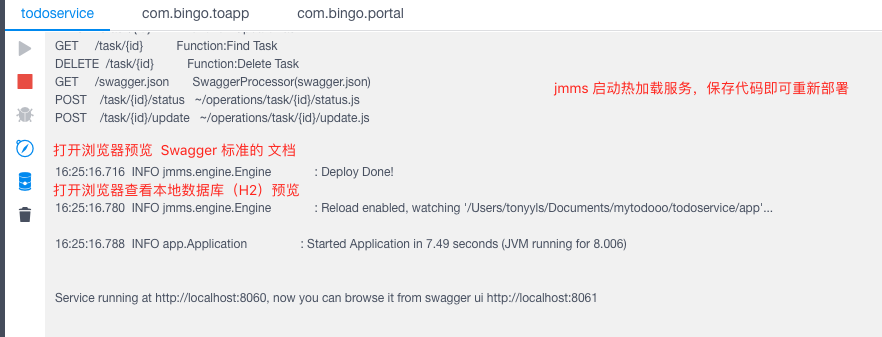 todoservice com.bingo.toapp com.bingo.portal
GET /task/{id} Function:Find Task
DELETE /task/{id} Function:Delete Task
GET /swagger.json SwaggerProcessor(swagger.json)
jmms 启动热加载服务，保存代码即可重新部署
POST /task/{id}/status ~/operations/task/{id}/status.js
POST /task/{id}/update ~/operations/task/{id}/update.js
打开浏览器预览 Swagger 标准的 文档
16:25:16.716 INFO jmms.engine.Engine : Deploy Done!
打开浏览器查看本地数据库（H2）预览
16:25:16.780 INFO jmms.engine.Engine : Reload enabled, watching '/Users/tonyyls/Documents/mytodooo/todoservice/app'...
16:25:16.788 INFO app.Application : Started Application in 7.49 seconds (JVM running for 8.006)
Service running at http://localhost:8060, now you can browse it from swagger ui http://localhost:8061